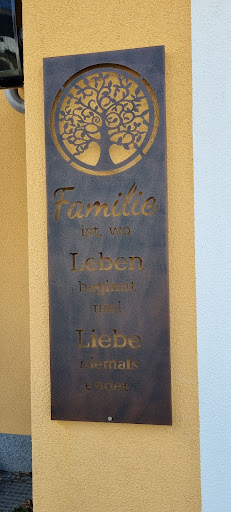 Familie
ist, wo
Leben
beginnt
und
Liebe
niemals
endet